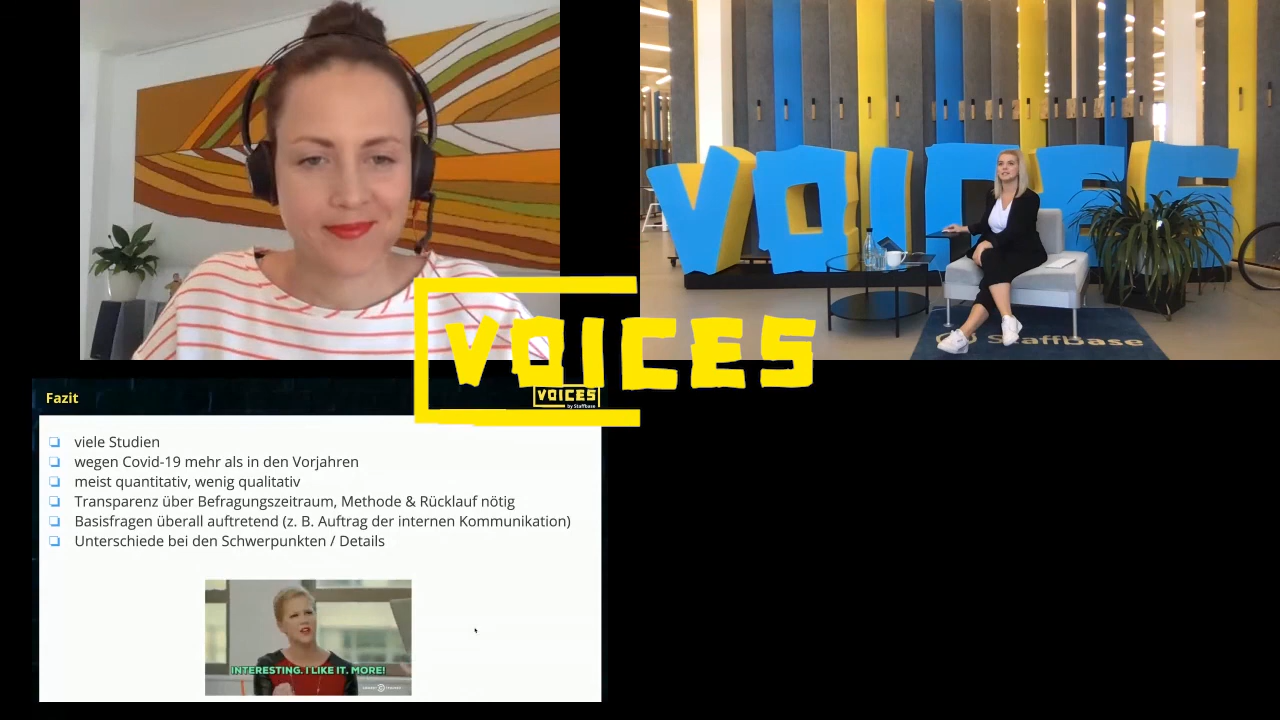 VOICES
Staffbase
VOICES
Fazit
VOICES
by Staffbase
❏ viele Studien
❏ wegen Covid-19 mehr als in den Vorjahren
❏ meist quantitativ, wenig qualitativ
❏ Transparenz über Befragungszeitraum, Methode & Rücklauf nötig
❏ Basisfragen überall auftretend (z. B. Auftrag der internen Kommunikation)
❏ Unterschiede bei den Schwerpunkten / Details
INTERESTING. I LIKE IT. MORE!